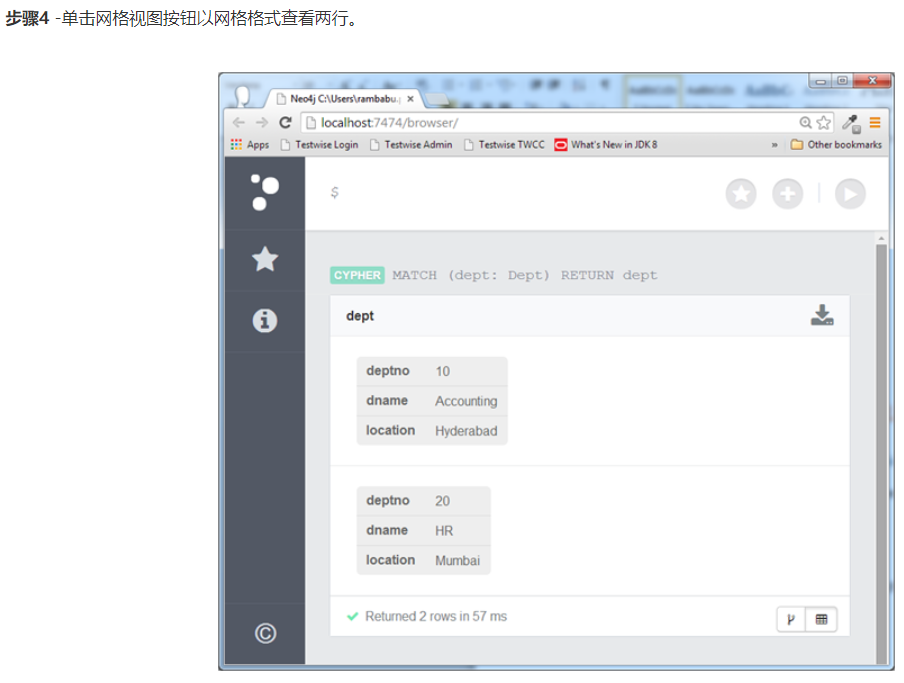 步骤4 -单击网格视图按钮以网格格式查看两行。
Neo4j C:\Users\rambabu.
localhost:7474/browser/
Apps Testwise Login Testwise Admin Testwise TWCC What's New in JDK 8 » Other bookmarks
$
CYPHER MATCH (dept: Dept) RETURN dept
dept
deptno 10
dname Accounting
location Hyderabad
deptno 20
dname HR
location Mumbai
Returned 2 rows in 57 ms